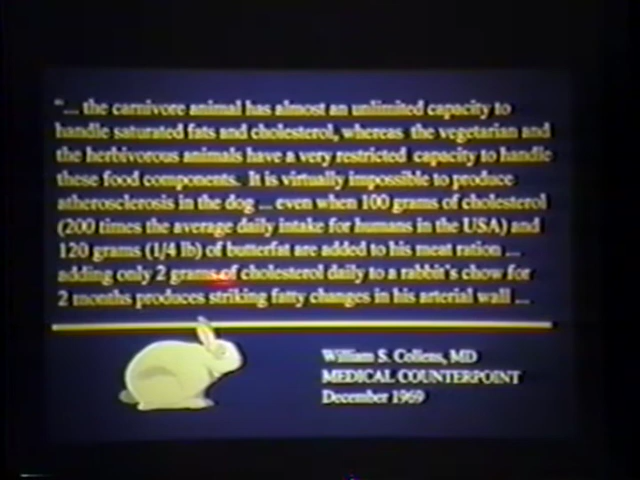 "... the carnivore animal has almost an unlimited capacity to
handle saturated fats and cholesterol, whereas the vegetarian and
the herbivorous animals have a very restricted capacity to handle
these food components. It is virtually impossible to produce
atherosclerosis in the dog ... even when 100 grams of cholesterol
(200 times the average daily intake for humans in the USA) and
120 grams (1/4 lb) of butterfat are added to his meat ration ...
adding only 2 grams of cholesterol daily to a rabbit's chow for
2 months produces striking fatty changes in his arterial wall ...
William S. Collens, MD
MEDICAL COUNTERPOINT
December 1969